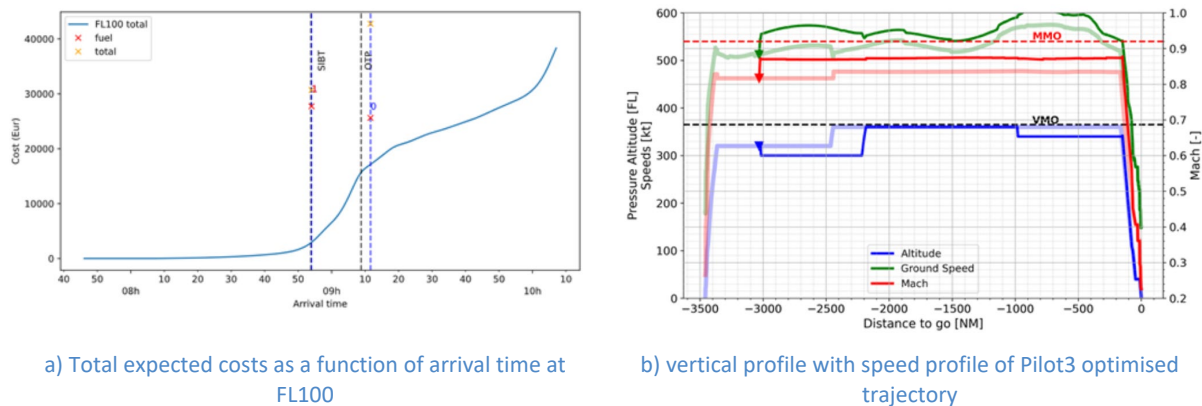 FL100 total
fuel
total
SIBT
OTP
1
0
Cost (Eur)
40000
30000
20000
10000
0
40 50 10 20 30 40 50 10 20 30 40 50 10
08h 09h 10h
Arrival time
a) Total expected costs as a function of arrival time at
FL100
Pressure Altitude [FL]
Speeds [kt]
600
500
400
300
200
100
0
MMO
VMO
Altitude
Ground Speed
Mach
1.0
0.9
0.8
0.7
0.6
0.5
0.4
0.3
0.2
Mach [-]
−3500 −3000 −2500 −2000 −1500 −1000 −500 0
Distance to go [NM]
b) vertical profile with speed profile of Pilot3 optimised
trajectory